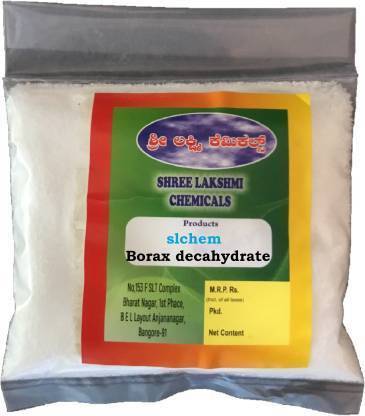 ಶ್ರೀ ಲಕ್ಷ್ಮಿ ಕೆಮಿಕಲ್ಸ್
SHREE LAKSHMI
CHEMICALS
Products
slchem
Borax decahydrate
No.153 F SLT Complex
Bharat Nagar, 1st Phace,
B E L Layout Anjananagar,
Bangore-91
M.R.P. Rs.
(Incl. of all taxes)
Pkd.
Net Content